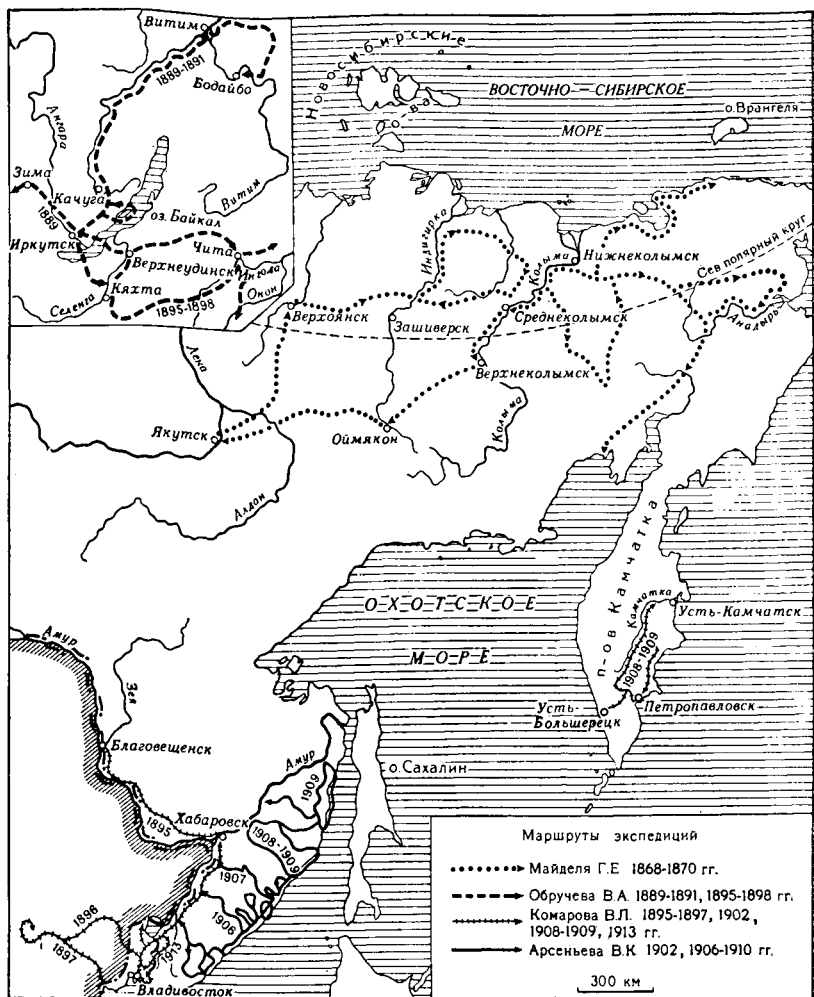 Витим
1889-1891
Бодайбо
Ангара
Зима
1889
Качуга
оз. Байкал
Витим
Иркутск
Верхнеудинск
Чита
Ингода
Онон
Кяхта
Селенга
1895-1898
Новосибирские
о-ва
ВОСТОЧНО-СИБИРСКОЕ
МОРЕ
о. Врангеля
Индигирка
Колыма
Нижнеколымск
Сев полярный круг
Верхоянск
Зашиверск
Среднеколымск
Анадырь
Верхнеколымск
Лена
Колыма
Якутск
Оймякон
Алдан
п-ов Камчатка
Камчатка
Усть-Камчатск
1908-1909
Усть-
Большерецк
Петропавловск
ОХОТСКОЕ
МОРЕ
Амур
Зея
Благовещенск
Амур
о. Сахалин
1909
Хабаровск
1895
1908-1909
1907
1906
1896
1897
1913
Владивосток
Маршруты экспедиций
Майделя Г.Е 1868-1870 гг.
Обручева В.А. 1889-1891, 1895-1898 гг.
Комарова В.Л. 1895-1897, 1902,
1908-1909, 1913 гг.
Арсеньева В.К. 1902, 1906-1910 гг.
300 км